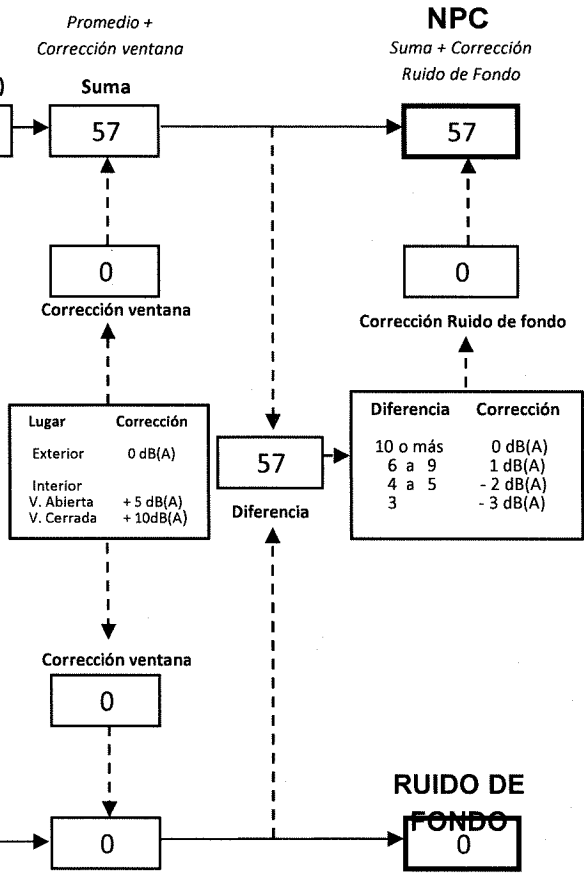 Promedio +
Corrección ventana
Suma
57
NPC
Suma + Corrección
Ruido de Fondo
57
0
Corrección ventana
0
Corrección Ruido de fondo
Lugar Corrección
Exterior 0 dB(A)
Interior
V. Abierta + 5 dB(A)
V. Cerrada + 10dB(A)
57
Diferencia
Diferencia Corrección
10 o más 0 dB(A)
6 a 9 1 dB(A)
4 a 5 - 2 dB(A)
3 - 3 dB(A)
Corrección ventana
0
0
RUIDO DE
FONDO
0